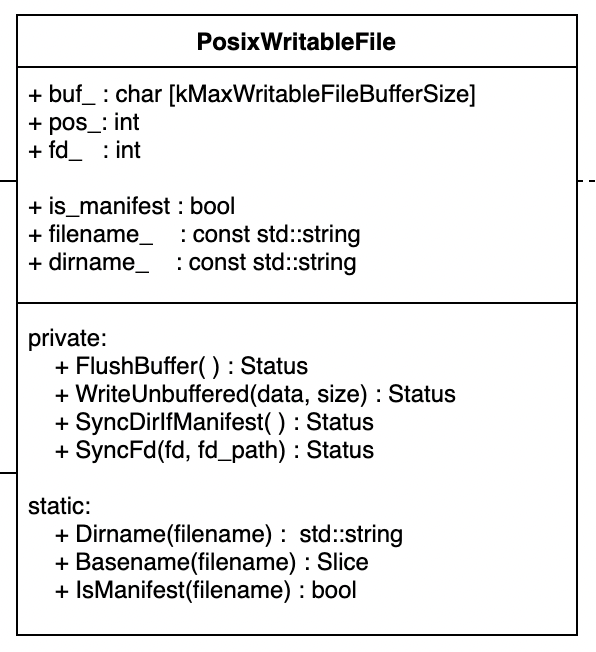 PosixWritableFile
+ buf_ : char [kMaxWritableFileBufferSize]
+ pos_: int
+ fd_ : int
+ is_manifest : bool
+ filename_ : const std::string
+ dirname_ : const std::string
private:
+ FlushBuffer( ) : Status
+ WriteUnbuffered(data, size) : Status
+ SyncDirIfManifest( ) : Status
+ SyncFd(fd, fd_path) : Status
static:
+ Dirname(filename) : std::string
+ Basename(filename) : Slice
+ IsManifest(filename) : bool